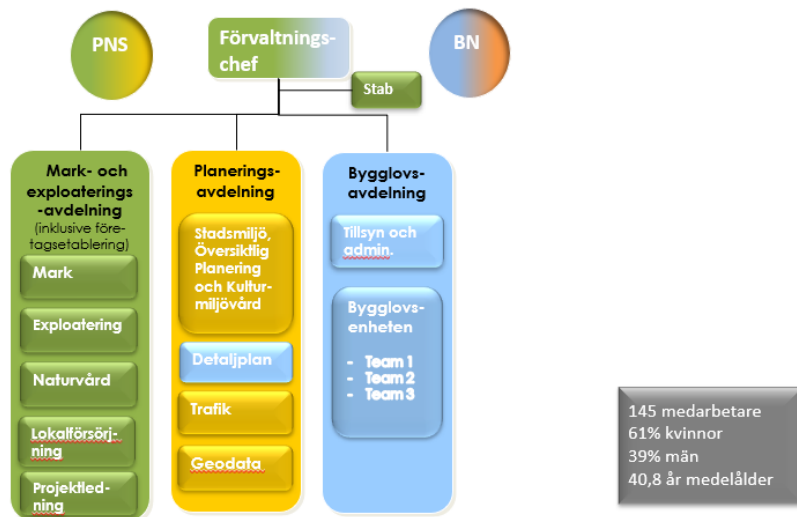 PNS
Förvaltnings-
chef
BN
Stab
Mark- och
exploaterings
-avdelning
(inklusive före-
tagsetablering)
Mark
Exploatering
Naturvård
Lokalförsörj-
ning
Projektled-
ning
Planerings-
avdelning
Stadsmiljö,
Översiktlig
Planering
och Kultur-
miljövård
Detaljplan
Trafik
Geodata
Bygglovs-
avdelning
Tillsyn och
admin.
Bygglovs-
enheten
- Team 1
- Team 2
- Team 3
145 medarbetare
61% kvinnor
39% män
40,8 år medelålder